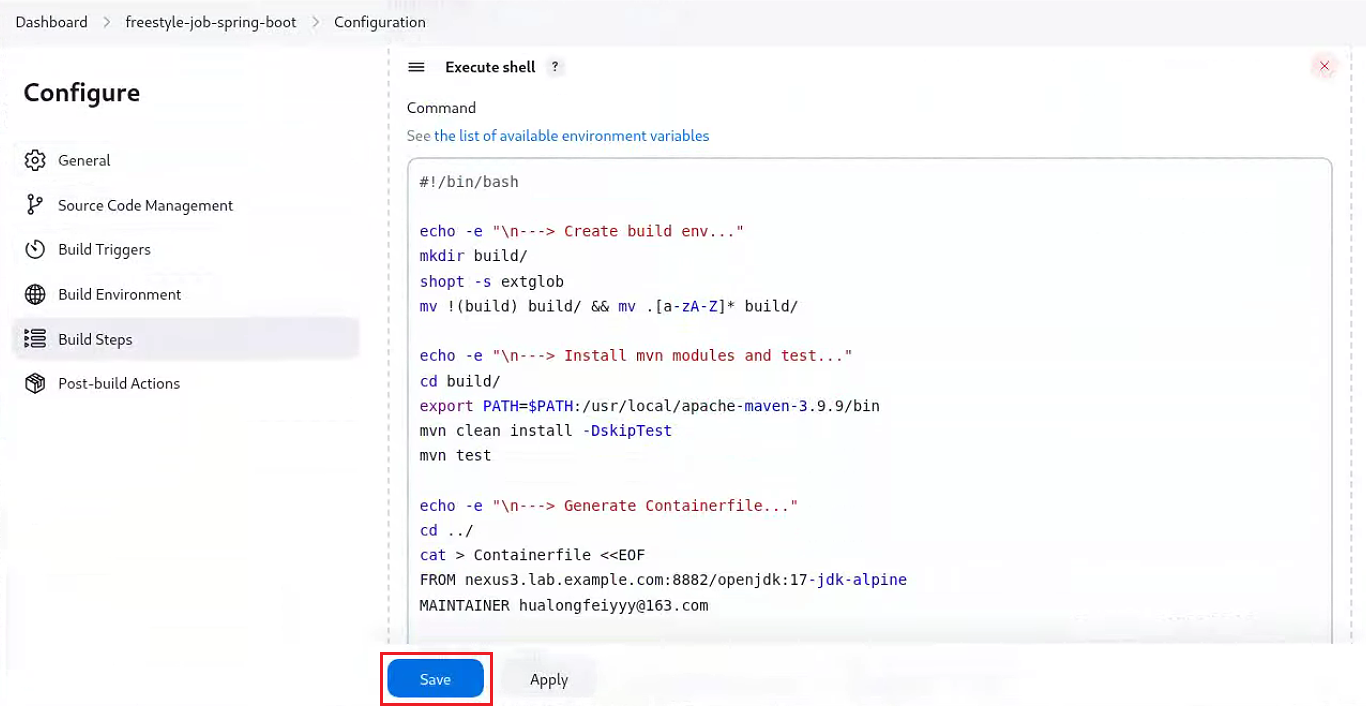 Dashboard > freestyle-job-spring-boot > Configuration
Configure
General
Source Code Management
Build Triggers
Build Environment
Build Steps
Post-build Actions
Execute shell ?
Command
See the list of available environment variables
#!/bin/bash
echo -e "\n---> Create build env..."
mkdir build/
shopt -s extglob
mv !(build) build/ && mv .[a-zA-Z]* build/
echo -e "\n---> Install mvn modules and test..."
cd build/
export PATH=$PATH:/usr/local/apache-maven-3.9.9/bin
mvn clean install -DskipTest
mvn test
echo -e "\n---> Generate Containerfile..."
cd ../
cat > Containerfile <<EOF
FROM nexus3.lab.example.com:8882/openjdk:17-jdk-alpine
MAINTAINER hualongfeiyyy@163.com
Save Apply